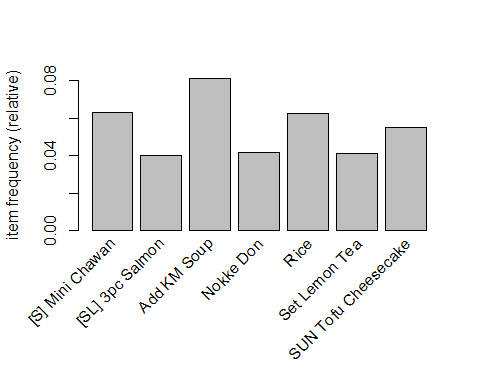 item frequency (relative)
0.08
0.04
0.00
[S] Mini Chawan
[SL] 3pc Salmon
Add KM Soup
Nokke Don
Rice
Set Lemon Tea
SUN Tofu Cheesecake